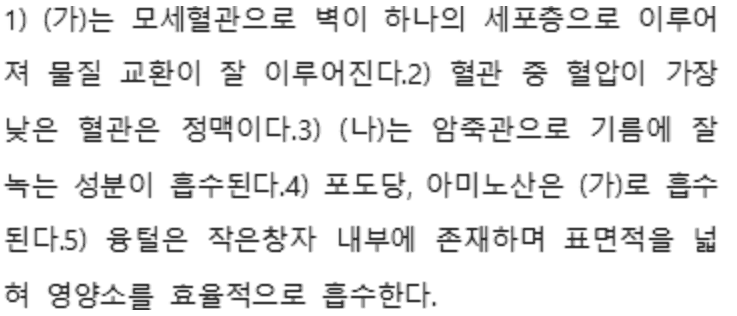 1) (가)는 모세혈관으로 벽이 하나의 세포층으로 이루어
져 물질 교환이 잘 이루어진다.2) 혈관 중 혈압이 가장
낮은 혈관은 정맥이다.3) (나)는 암죽관으로 기름에 잘
녹는 성분이 흡수된다.4) 포도당, 아미노산은 (가)로 흡수
된다.5) 융털은 작은창자 내부에 존재하며 표면적을 넓
혀 영양소를 효율적으로 흡수한다.